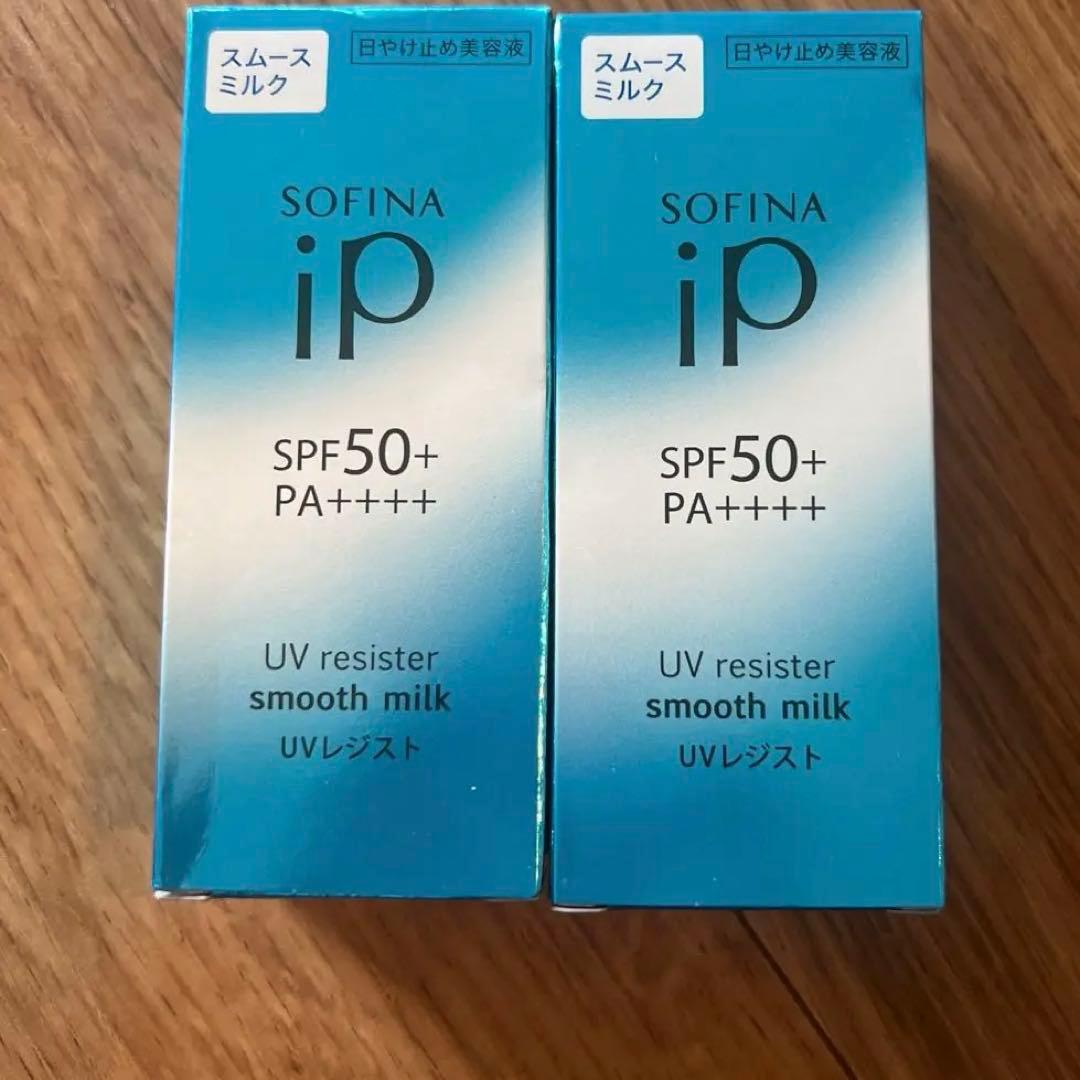 スムース
ミルク
日やけ止め美容液
SOFINA
iP
SPF50+
PA++++
UV resister
smooth milk
UVレジスト
スムース
ミルク
日やけ止め美容液
SOFINA
iP
SPF50+
PA++++
UV resister
smooth milk
UVレジスト